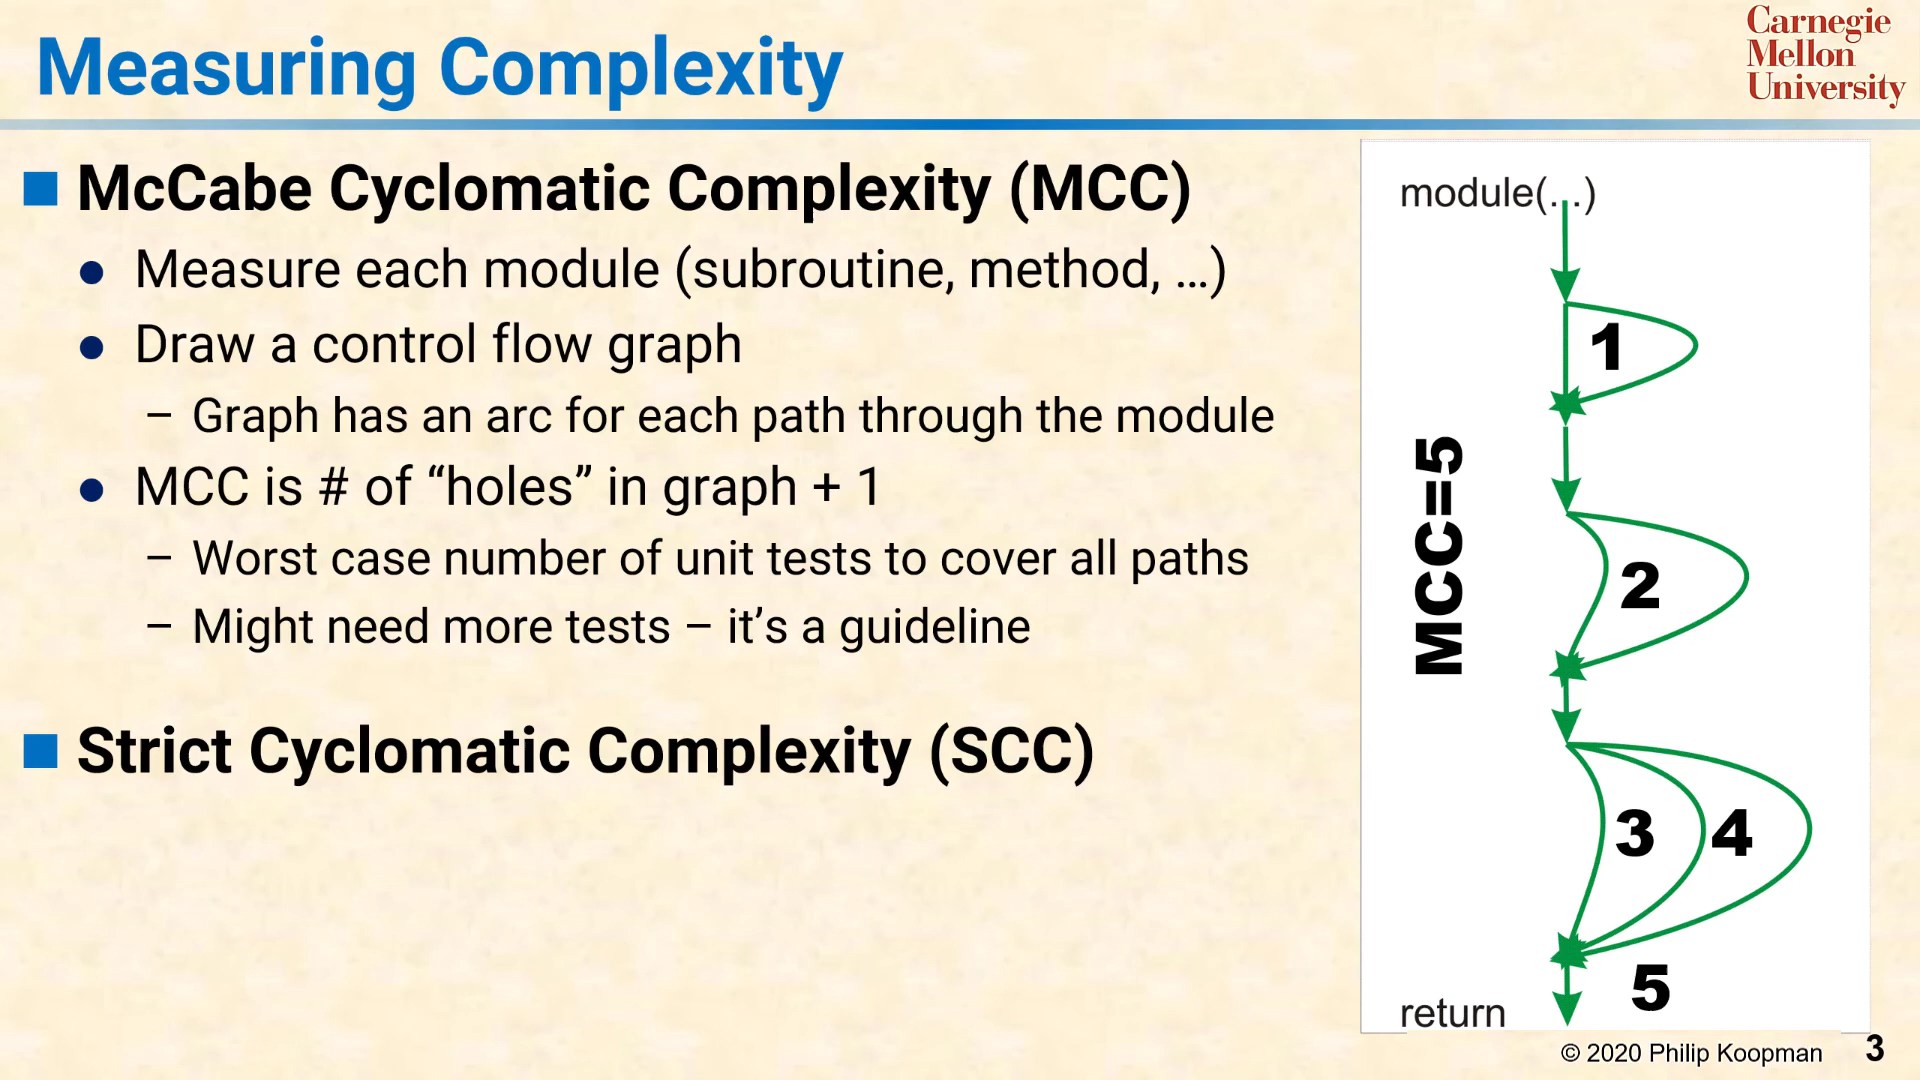 Measuring Complexity
Carnegie
Mellon
University
McCabe Cyclomatic Complexity (MCC)
● Measure each module (subroutine, method, …)
● Draw a control flow graph
– Graph has an arc for each path through the module
● MCC is # of “holes” in graph + 1
– Worst case number of unit tests to cover all paths
– Might need more tests – it’s a guideline
Strict Cyclomatic Complexity (SCC)
module(...)
1
MCC=5
2
3 4
5
return
© 2020 Philip Koopman 3